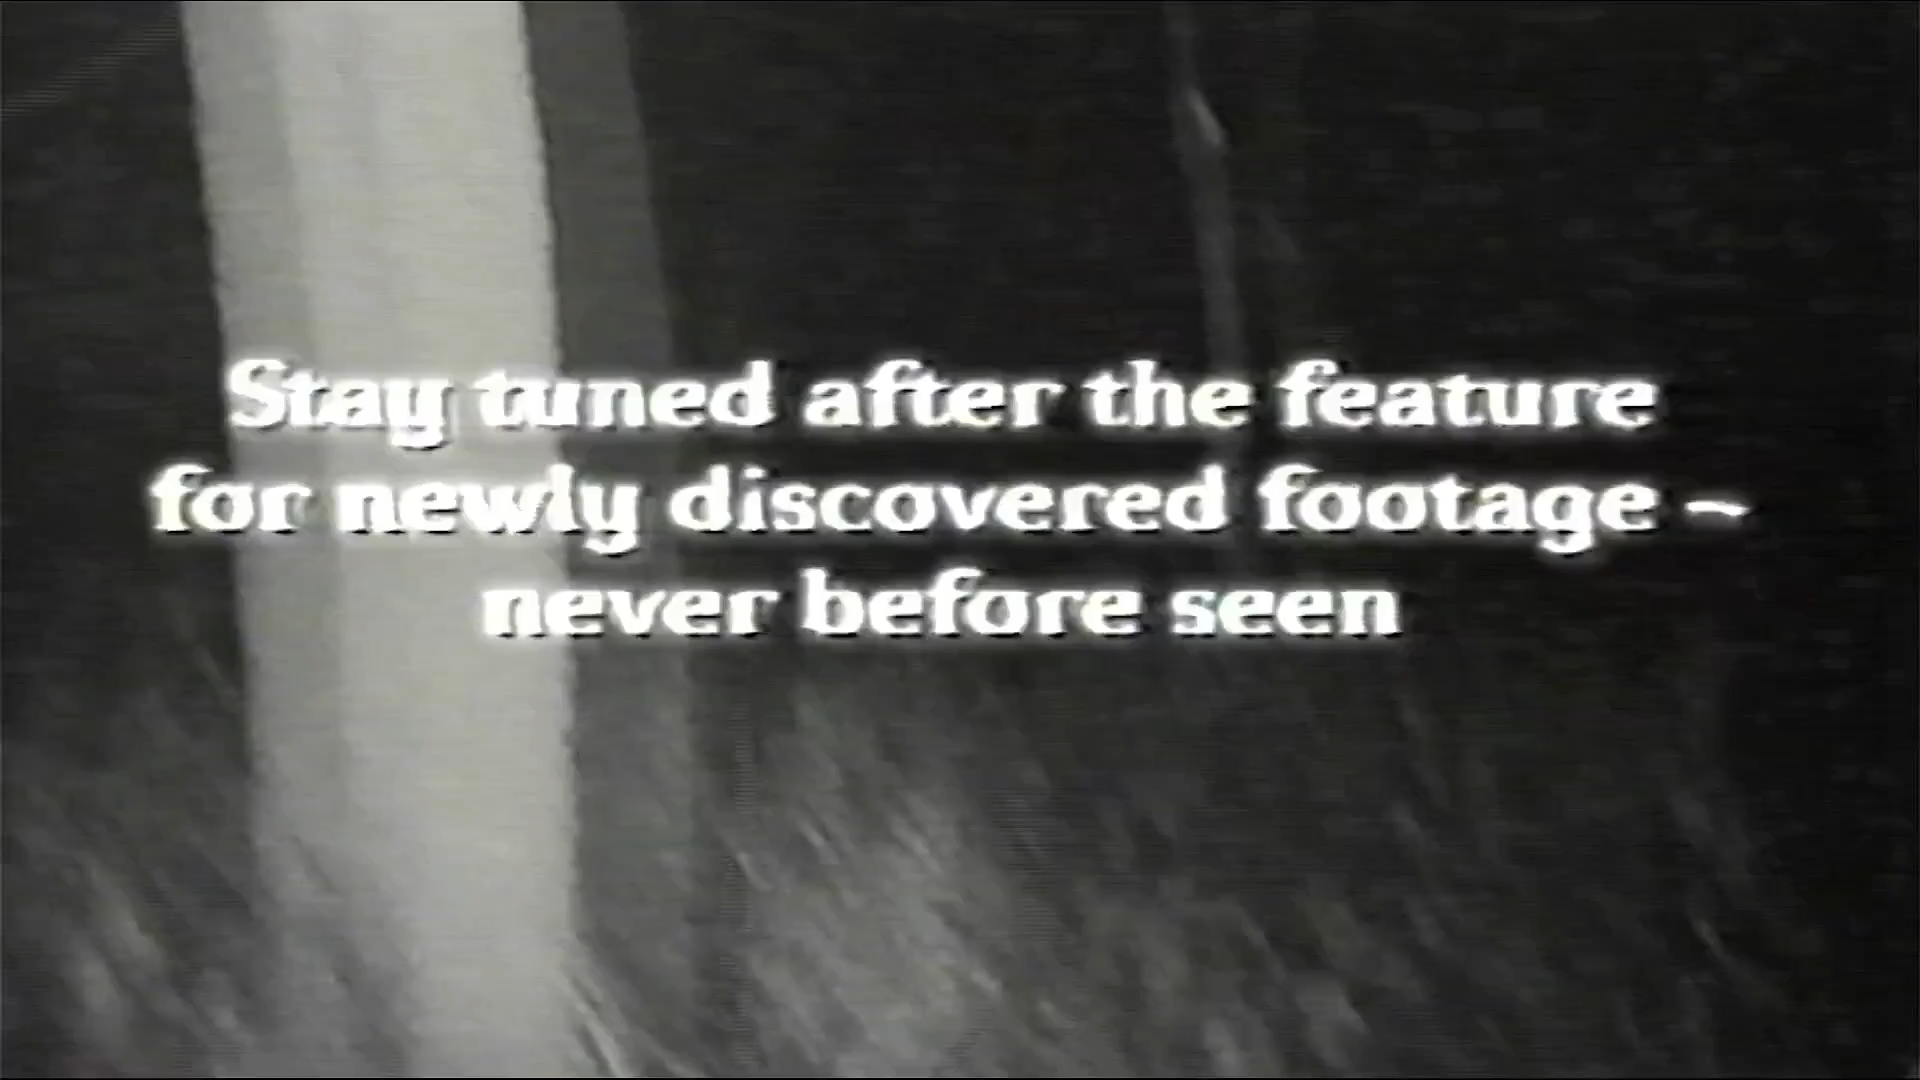 Stay tuned after the feature
for newly discovered footage –
never before seen